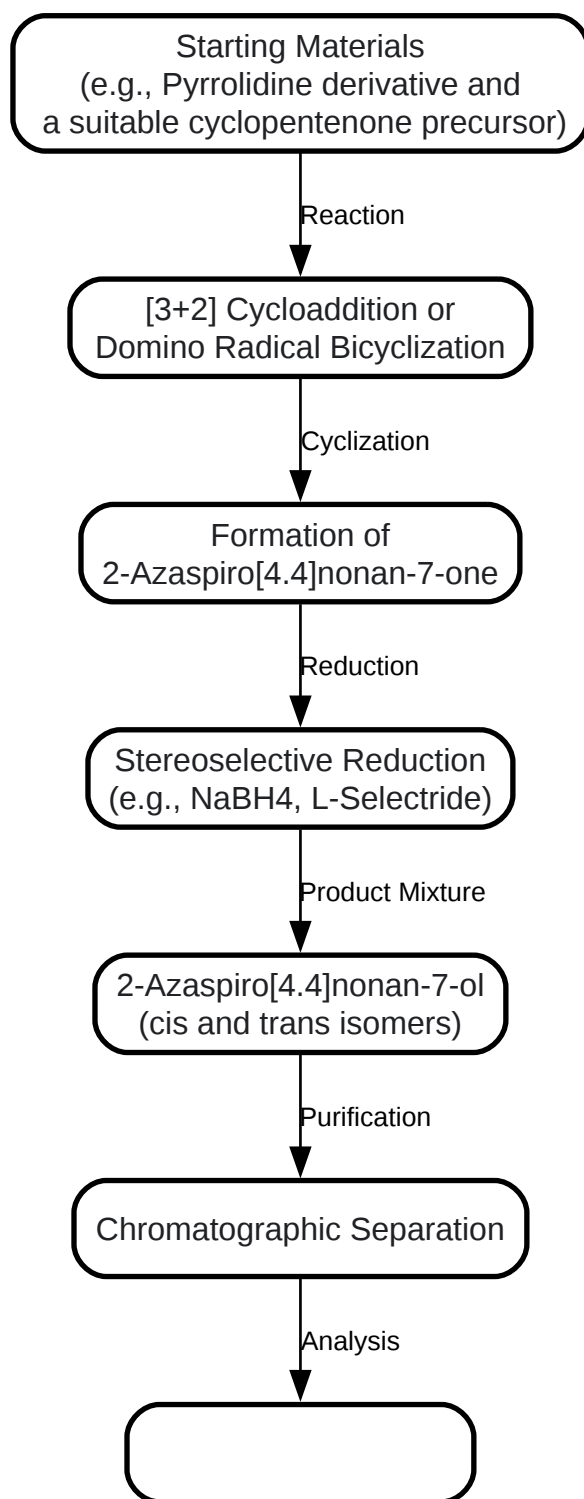 Starting Materials
(e.g., Pyrrolidine derivative and
a suitable cyclopentenone precursor)
Reaction
[3+2] Cycloaddition or
Domino Radical Bicyclization
Cyclization
Formation of
2-Azaspiro[4.4]nonan-7-one
Reduction
Stereoselective Reduction
(e.g., NaBH4, L-Selectride)
Product Mixture
2-Azaspiro[4.4]nonan-7-ol
(cis and trans isomers)
Purification
Chromatographic Separation
Analysis